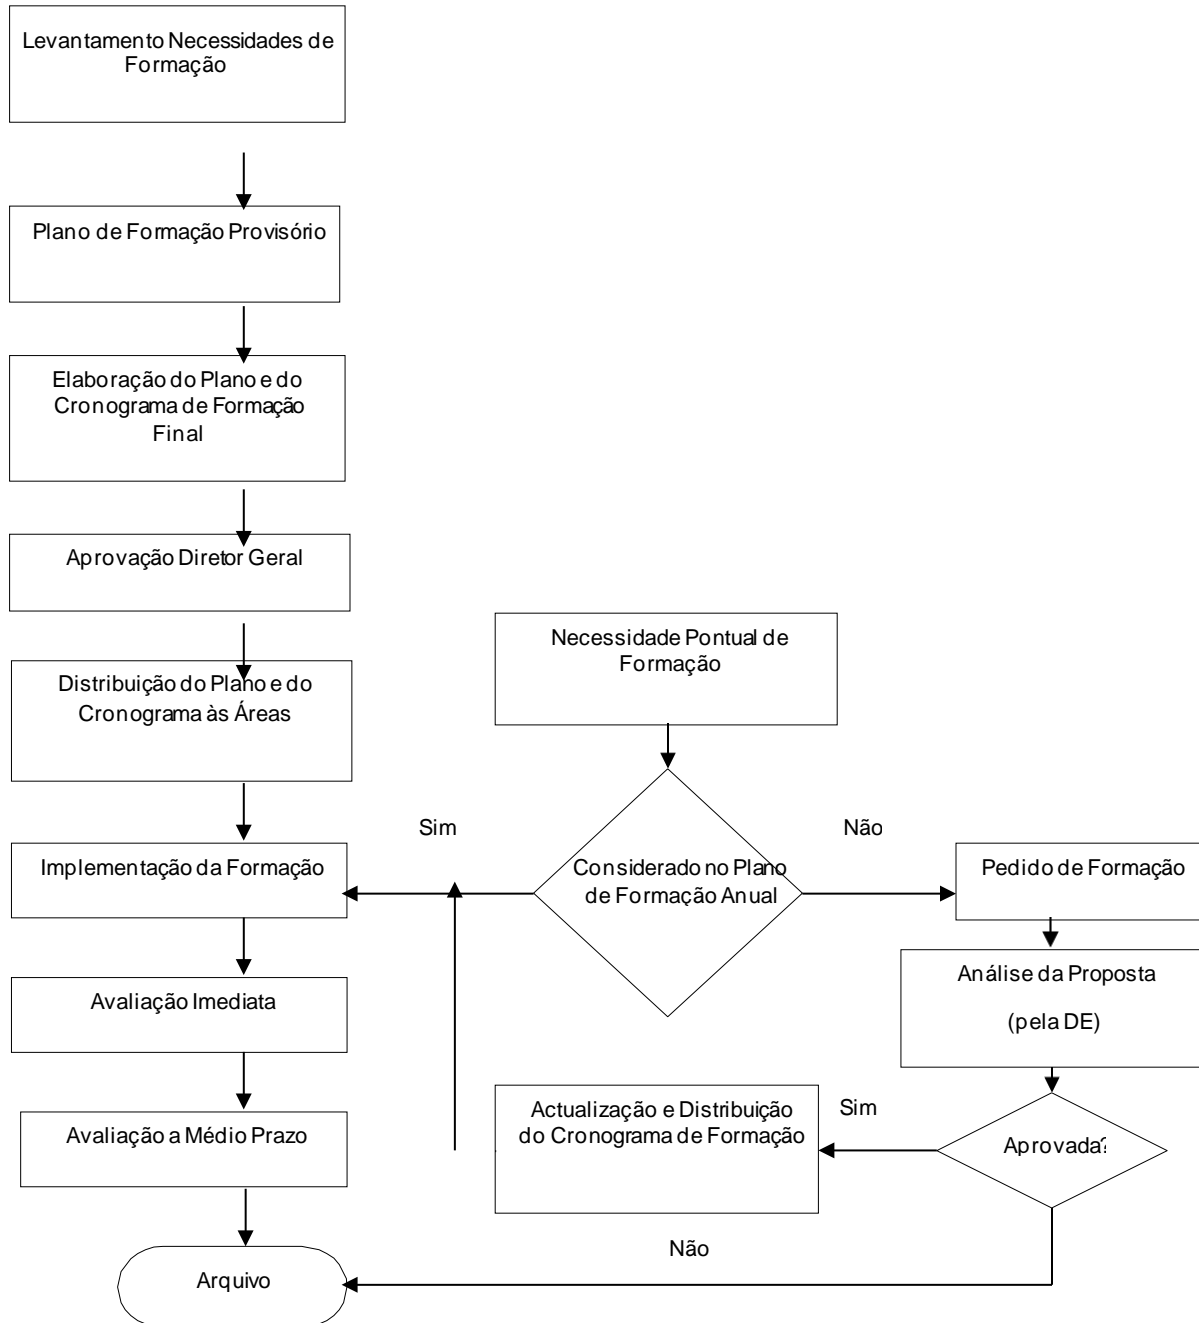 Levantamento Necessidades de
Formação
Plano de Formação Provisório
Elaboração do Plano e do
Cronograma de Formação
Final
Aprovação Diretor Geral
Distribuição do Plano e do
Cronograma às Áreas
Necessidade Pontual de
Formação
Sim
Não
Implementação da Formação
Considerado no Plano
de Formação Anual
Pedido de Formação
Avaliação Imediata
Análise da Proposta
(pela DE)
Avaliação a Médio Prazo
Actualização e Distribuição
do Cronograma de Formação
Sim
Aprovada?
Não
Arquivo